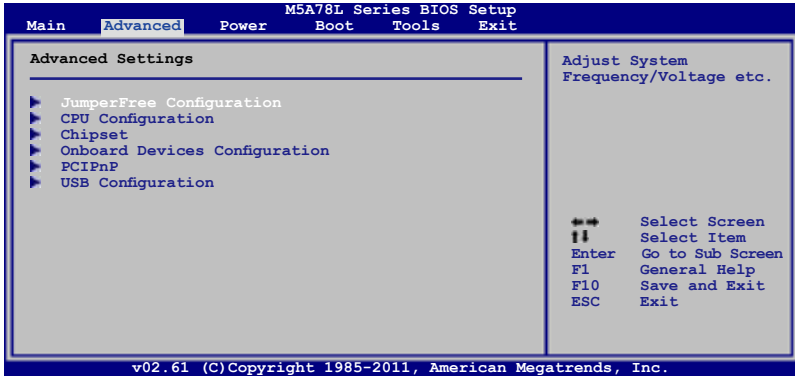 M5A78L Series BIOS Setup
Main Advanced Power Boot Tools Exit
Advanced Settings
JumperFree Configuration
CPU Configuration
Chipset
Onboard Devices Configuration
PCIPnP
USB Configuration
Adjust System
Frequency/Voltage etc.
←→ Select Screen
↑↓ Select Item
Enter Go to Sub Screen
F1 General Help
F10 Save and Exit
ESC Exit
v02.61 (C)Copyright 1985-2011, American Megatrends, Inc.